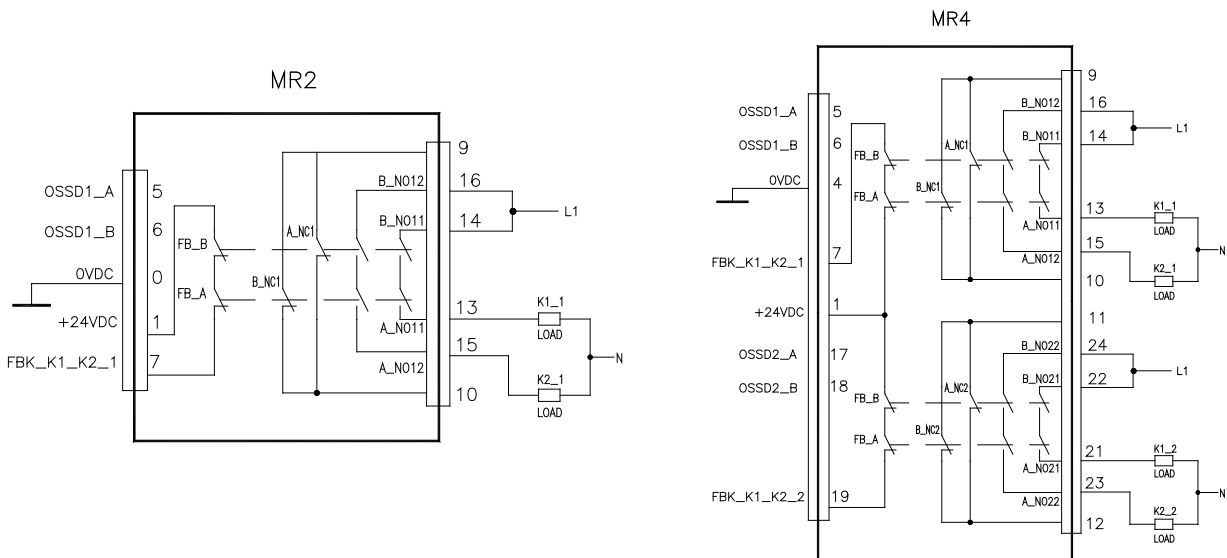 MR2
OSSD1_A
5
OSSD1_B
6
0VDC
0
+24VDC
1
FBK_K1_K2_1
7
FB_B
FB_A
B_NC1
A_NC1
B_NO12
B_NO11
A_NO11
A_NO12
9
16
14
13
15
10
L1
K1_1
LOAD
K2_1
LOAD
N
MR4
OSSD1_A
5
OSSD1_B
6
0VDC
4
FBK_K1_K2_1
7
+24VDC
1
OSSD2_A
17
OSSD2_B
18
FBK_K1_K2_2
19
FB_B
FB_A
A_NC1
B_NC1
B_NO12
B_NO11
A_NO11
A_NO12
9
16
14
13
15
10
L1
K1_1
LOAD
K2_1
LOAD
N
FB_B
FB_A
A_NC2
B_NC2
B_NO22
B_NO21
A_NO21
A_NO22
11
24
22
21
23
12
L1
K1_2
LOAD
K2_2
LOAD
N